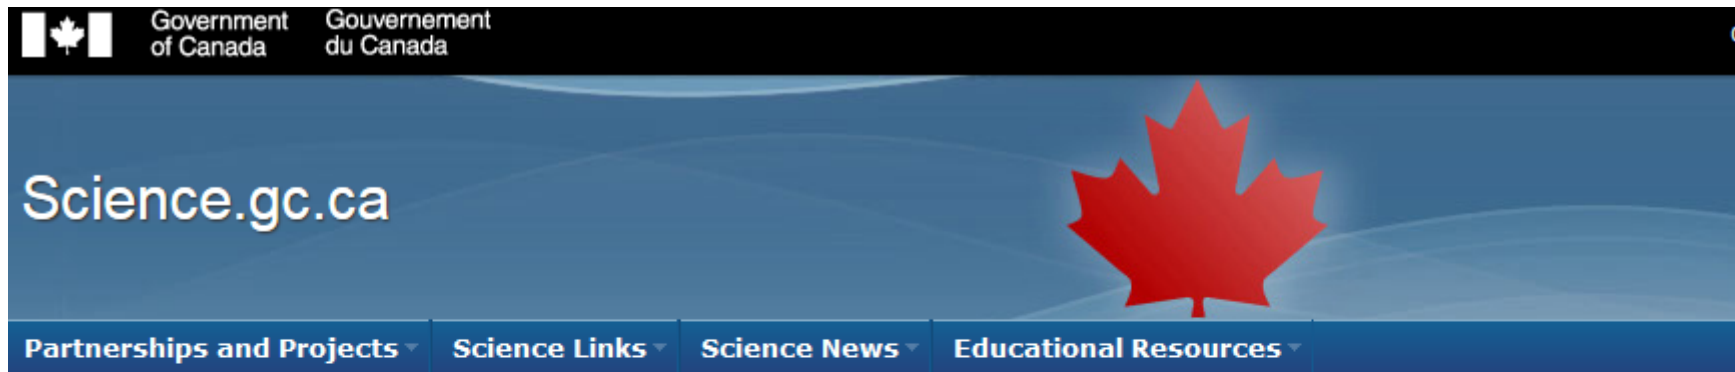 Government Gouvernement
of Canada du Canada
Science.gc.ca
Partnerships and Projects Science Links Science News Educational Resources